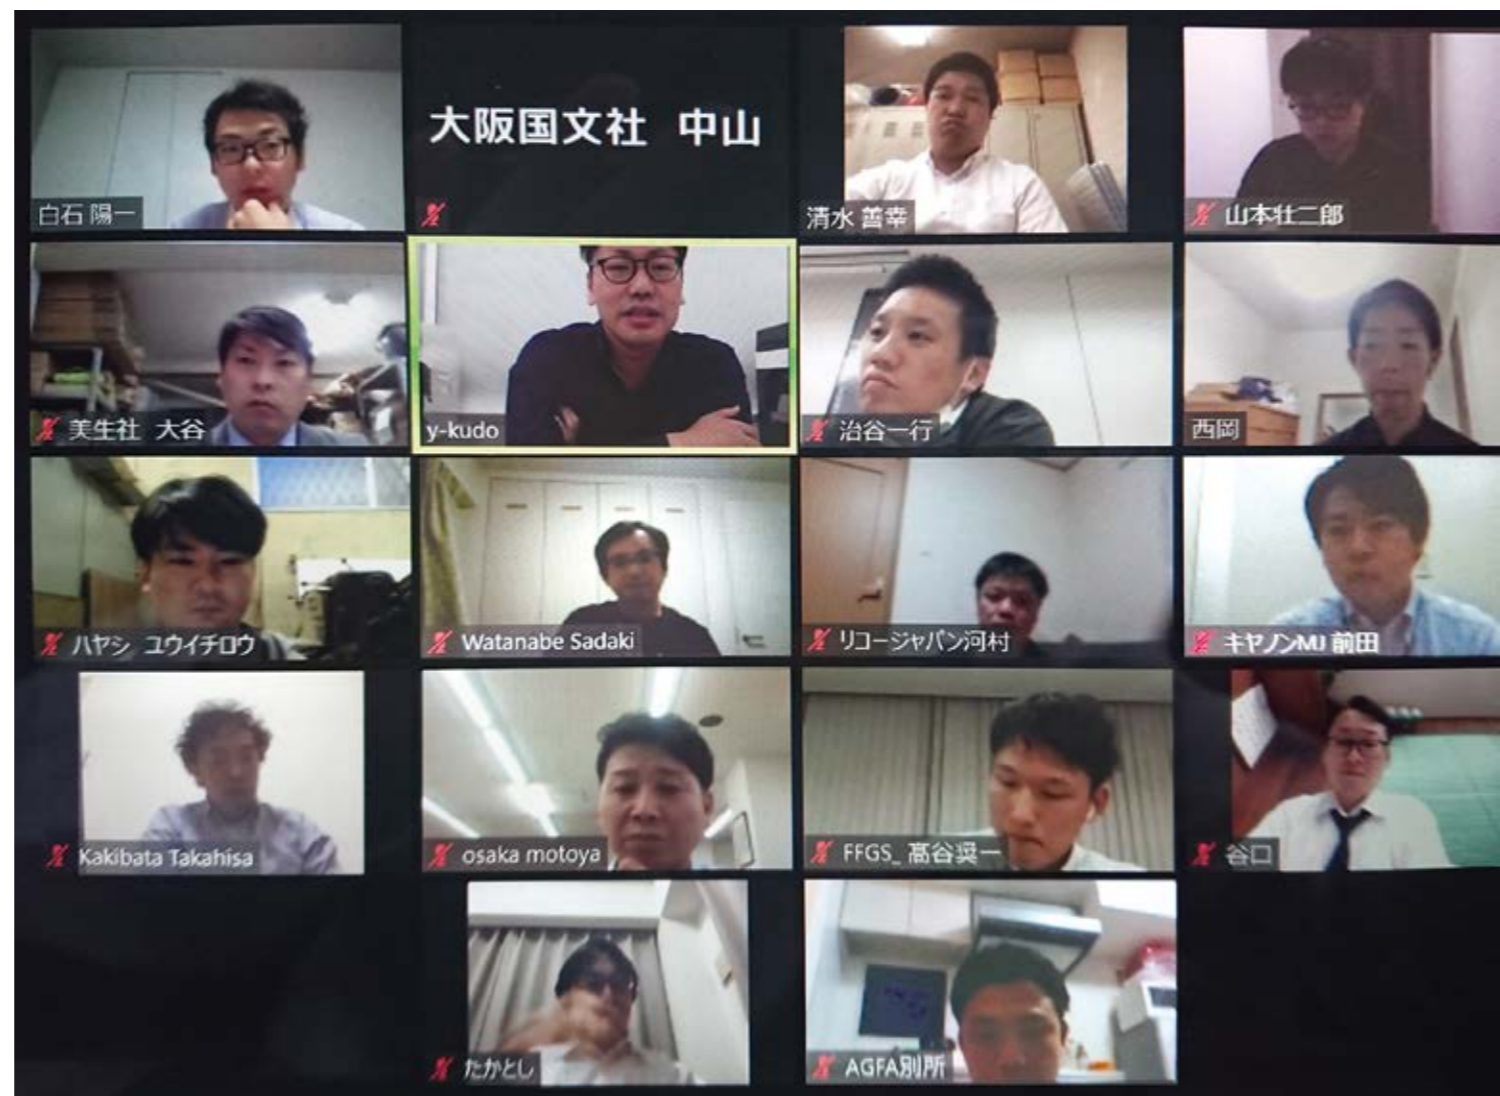 白石 陽一
大阪国文社 中山
清水 善幸
山本壮二郎
美生社 大谷
y-kudo
治谷一行
西岡
ハヤシ ユウイチロウ
Watanabe Sadaki
リコージャパン河村
キヤノンMJ 前田
Kakibata Takahisa
osaka motoya
FFGS_ 髙谷奨一
谷口
たかとし
AGFA別所